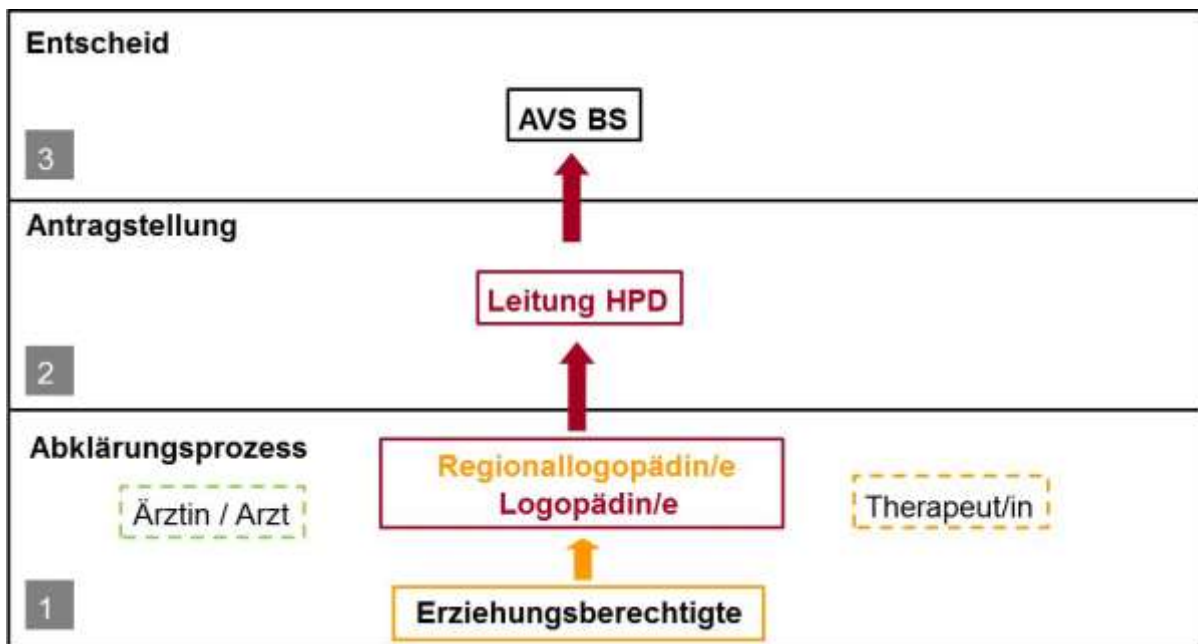 Entscheid
AVS BS
3
Antragstellung
Leitung HPD
2
Abklärungsprozess
Regionallogopädin/e
Logopädin/e
Ärztin / Arzt
Therapeut/in
1
Erziehungsberechtigte